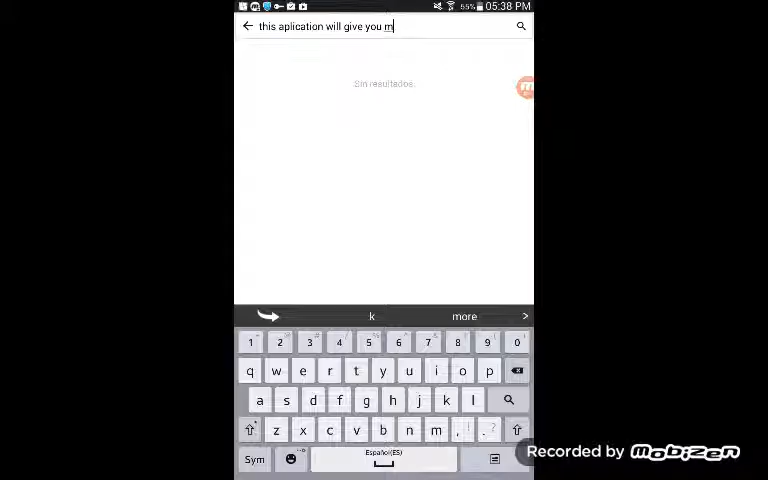 55% 05:38 PM
this aplication will give you m
Sin resultados.
k more >
1 2 3 4 5 6 7 8 9 0
q w e r t y u i o p
a s d f g h j k l
z x c v b n m , ! . ?
Sym Español(ES)
Recorded by mobizen